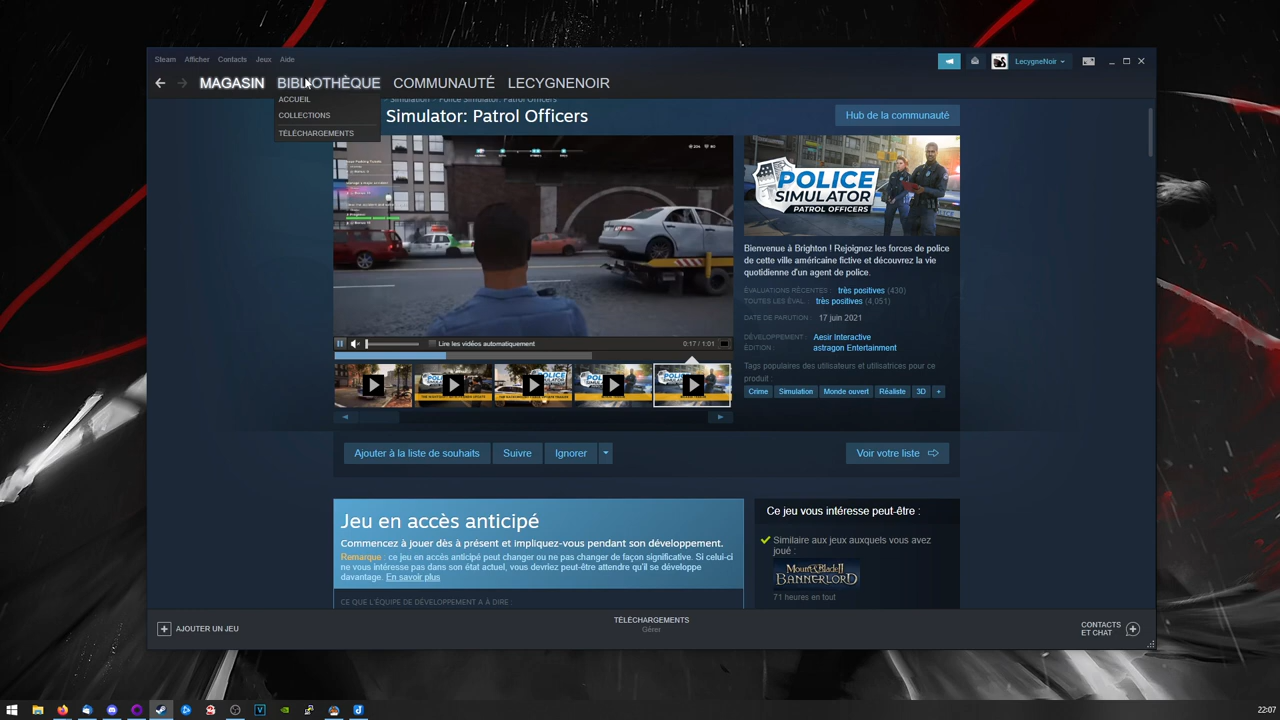 Steam Afficher Contacts Jeux Aide
LecygneNoir
MAGASIN BIBLIOTHÈQUE COMMUNAUTÉ LECYGNENOIR
ACCUEIL
COLLECTIONS
TÉLÉCHARGEMENTS
Simulation > Police Simulator: Patrol Officers
Simulator: Patrol Officers
Hub de la communauté
POLICE
SIMULATOR
PATROL OFFICERS
Bienvenue à Brighton ! Rejoignez les forces de police
de cette ville américaine fictive et découvrez la vie
quotidienne d'un agent de police.
ÉVALUATIONS RÉCENTES : très positives (430)
TOUTES LES ÉVAL. : très positives (4,051)
DATE DE PARUTION : 17 juin 2021
DÉVELOPPEMENT : Aesir Interactive
ÉDITION : astragon Entertainment
Tags populaires des utilisateurs et utilisatrices pour ce
produit :
Crime Simulation Monde ouvert Réaliste 3D +
Lire les vidéos automatiquement 0:17 / 1:01
Ajouter à la liste de souhaits Suivre Ignorer Voir votre liste
Jeu en accès anticipé
Commencez à jouer dès à présent et impliquez-vous pendant son développement.
Remarque : ce jeu en accès anticipé peut changer ou ne pas changer de façon significative. Si celui-ci
ne vous intéresse pas dans son état actuel, vous devriez peut-être attendre qu'il se développe
davantage. En savoir plus
CE QUE L'ÉQUIPE DE DÉVELOPPEMENT A À DIRE :
Ce jeu vous intéresse peut-être :
Similaire aux jeux auxquels vous avez
joué :
MOUNT & BLADE II
BANNERLORD
71 heures en tout
AJOUTER UN JEU
TÉLÉCHARGEMENTS
Gérer
CONTACTS
ET CHAT
22:07